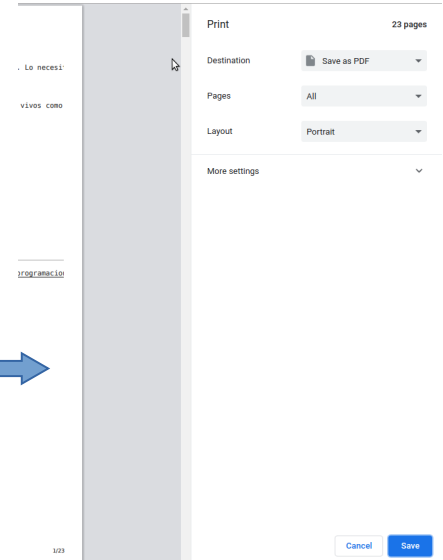 Print 23 pages
. Lo necesi
Destination Save as PDF
vivos como
Pages All
Layout Portrait
More settings
programacion
1/23
Cancel Save